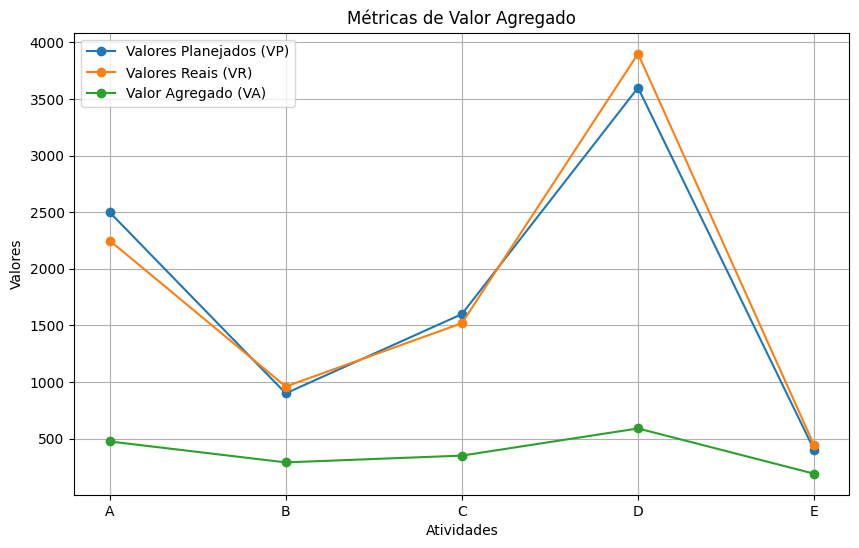 Métricas de Valor Agregado
Valores Planejados (VP)
Valores Reais (VR)
Valor Agregado (VA)
4000
3500
3000
2500
2000
1500
1000
500
Valores
A B C D E
Atividades